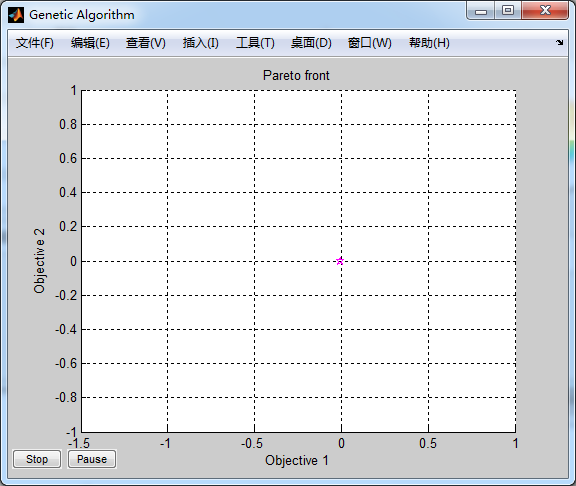 Genetic Algorithm
文件(F) 编辑(E) 查看(V) 插入(I) 工具(T) 桌面(D) 窗口(W) 帮助(H)
Pareto front
1
0.8
0.6
0.4
0.2
0
-0.2
-0.4
-0.6
-0.8
-1
Objective 2
-1.5 -1 -0.5 0 0.5 1
Objective 1
Stop Pause